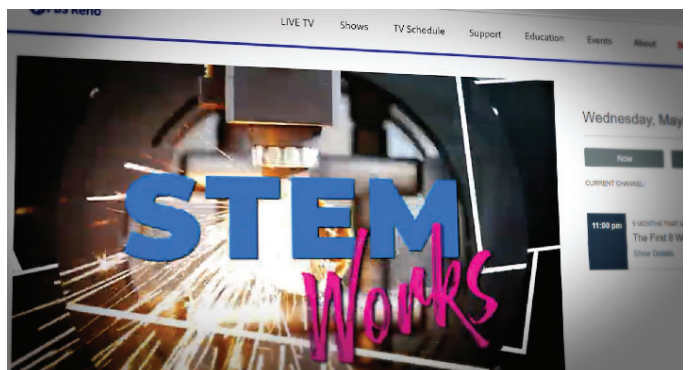 PBS Reno
LIVE TV Shows TV Schedule Support Education Events About
STEM
Works
Wednesday, May
Now
CURRENT CHANNEL:
11:00 pm
The First 8 W
Show Details